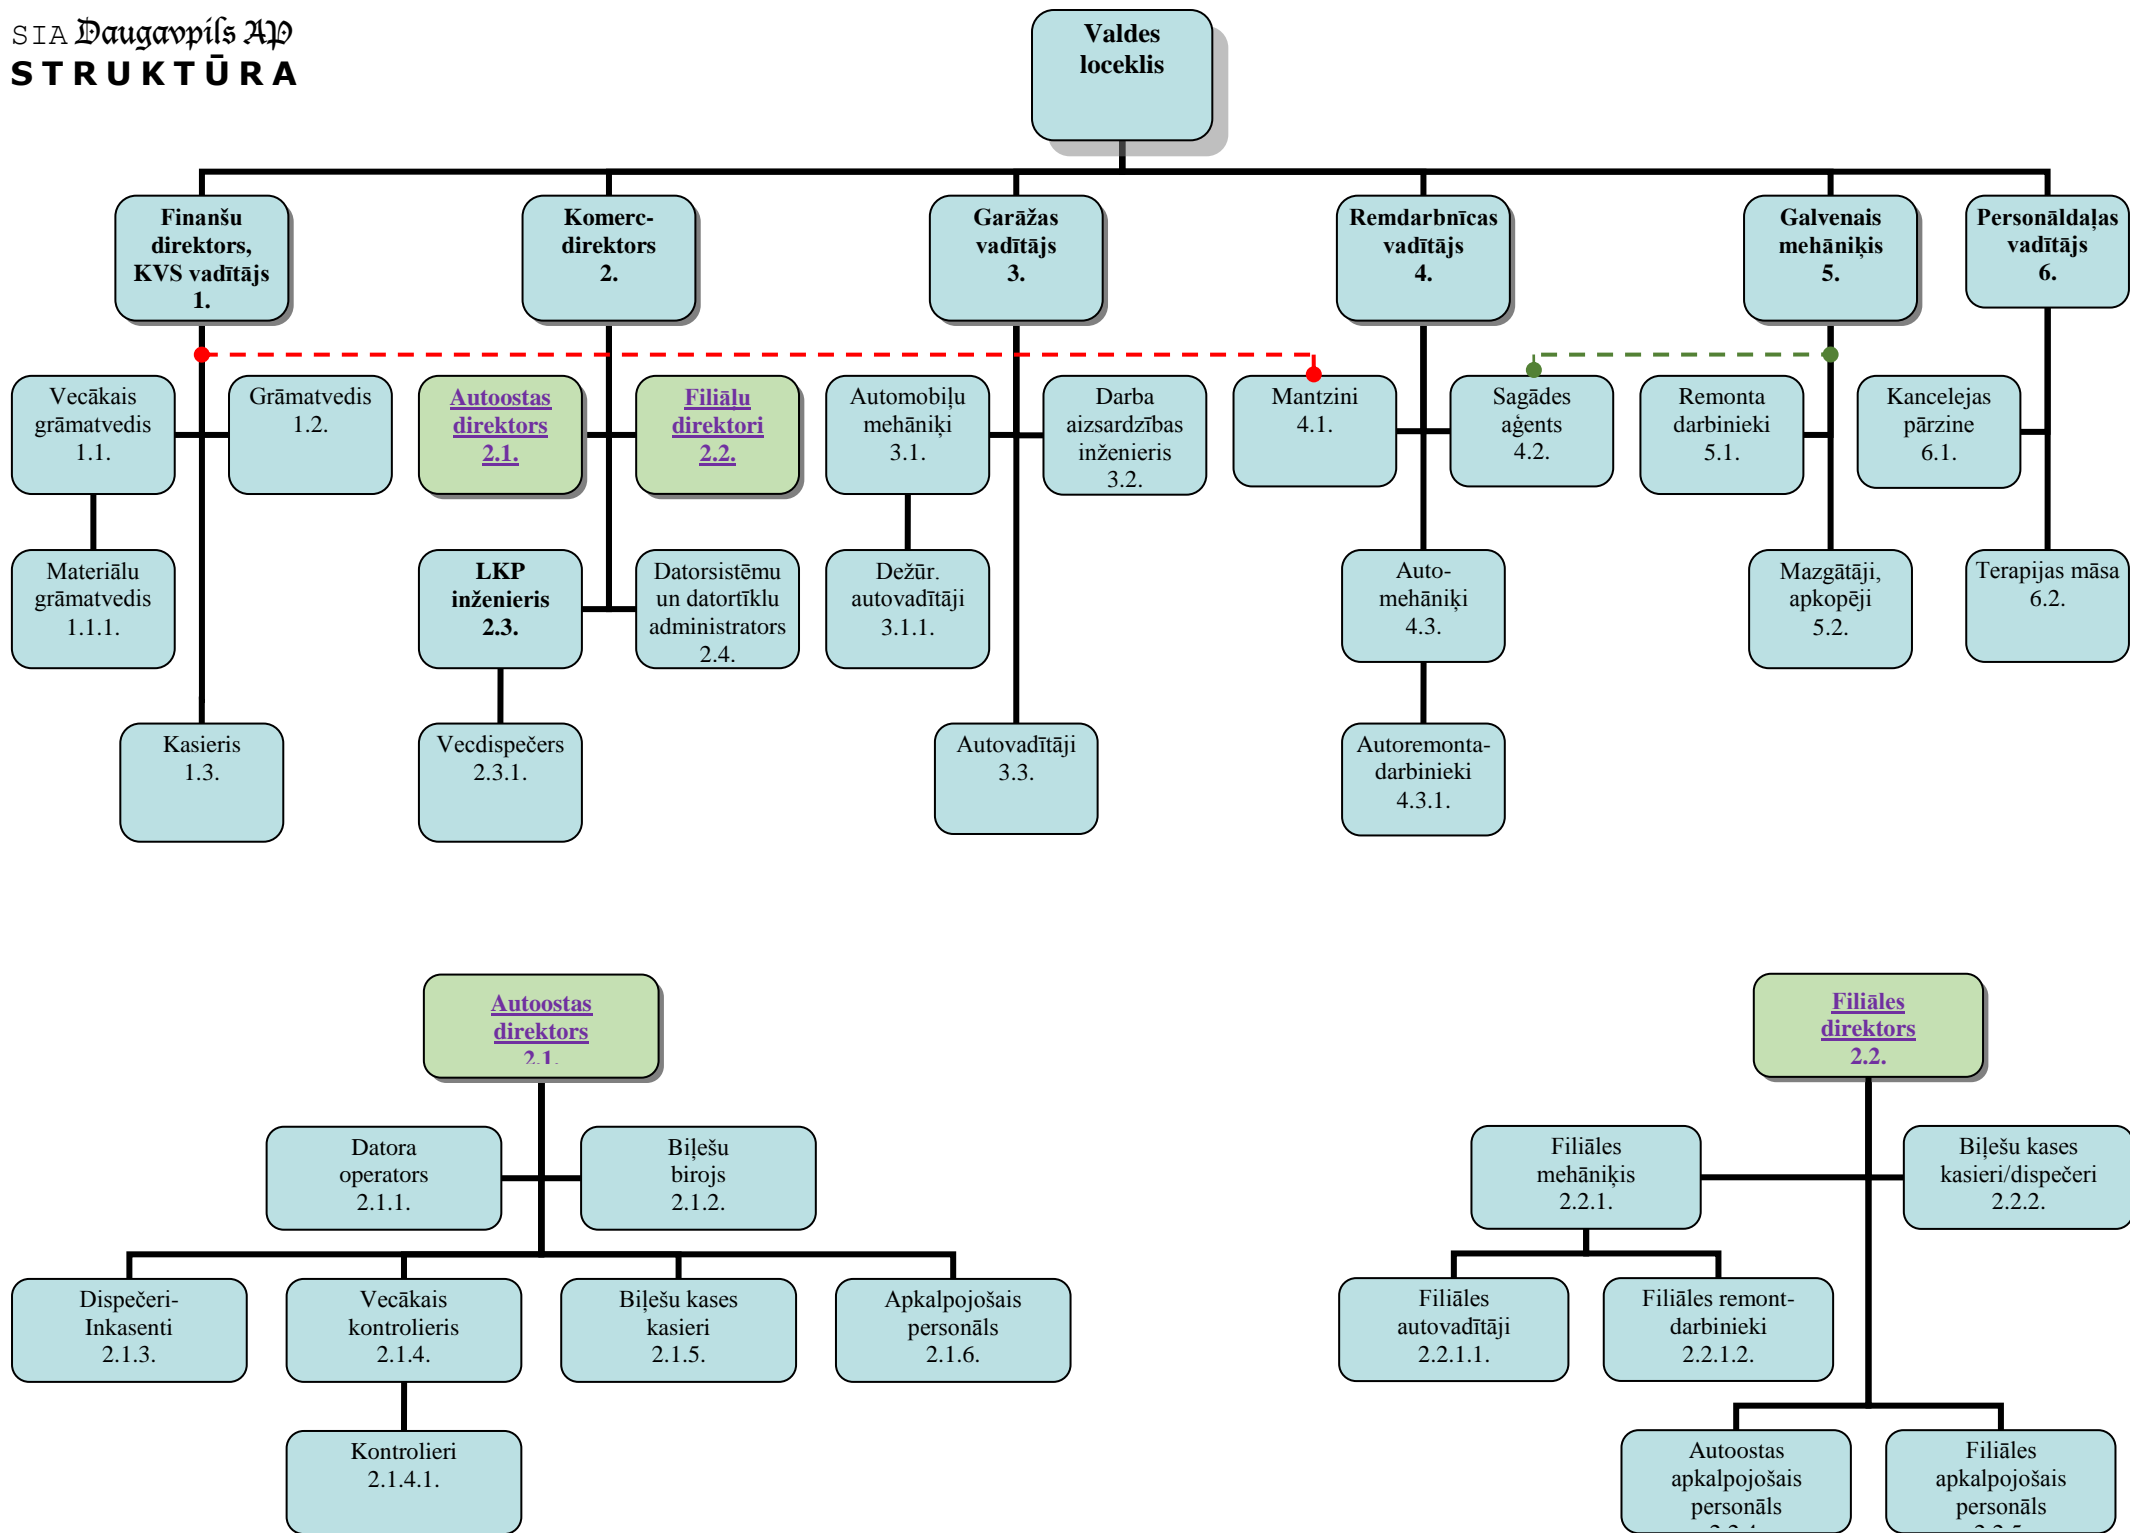 SIA Daugavpils AP
STRUKTŪRA
Valdes
loceklis
Finanšu
direktors,
KVS vadītājs
1.
Komerc-
direktors
2.
Garāžas
vadītājs
3.
Remdarbnīcas
vadītājs
4.
Galvenais
mehāniķis
5.
Personāldaļas
vadītājs
6.
Vecākais
grāmatvedis
1.1.
Grāmatvedis
1.2.
Autoostas
direktors
2.1.
Filiāļu
direktori
2.2.
Automobiļu
mehāniķi
3.1.
Darba
aizsardzības
inženieris
3.2.
Mantzini
4.1.
Sagādes
aģents
4.2.
Remonta
darbinieki
5.1.
Kancelejas
pārzine
6.1.
Materiālu
grāmatvedis
1.1.1.
LKP
inženieris
2.3.
Datorsistēmu
un datortīklu
administrators
2.4.
Dežūr.
autovadītāji
3.1.1.
Auto-
mehāniķi
4.3.
Mazgātāji,
apkopēji
5.2.
Terapijas māsa
6.2.
Kasieris
1.3.
Vecdispečers
2.3.1.
Autovadītāji
3.3.
Autoremonta-
darbinieki
4.3.1.
Autoostas
direktors
2.1.
Filiāles
direktors
2.2.
Datora
operators
2.1.1.
Biļešu
birojs
2.1.2.
Filiāles
mehāniķis
2.2.1.
Biļešu kases
kasieri/dispečeri
2.2.2.
Dispečeri-
Inkasenti
2.1.3.
Vecākais
kontrolieris
2.1.4.
Biļešu kases
kasieri
2.1.5.
Apkalpojošais
personāls
2.1.6.
Filiāles
autovadītāji
2.2.1.1.
Filiāles remont-
darbinieki
2.2.1.2.
Kontrolieri
2.1.4.1.
Autoostas
apkalpojošais
personāls
Filiāles
apkalpojošais
personāls